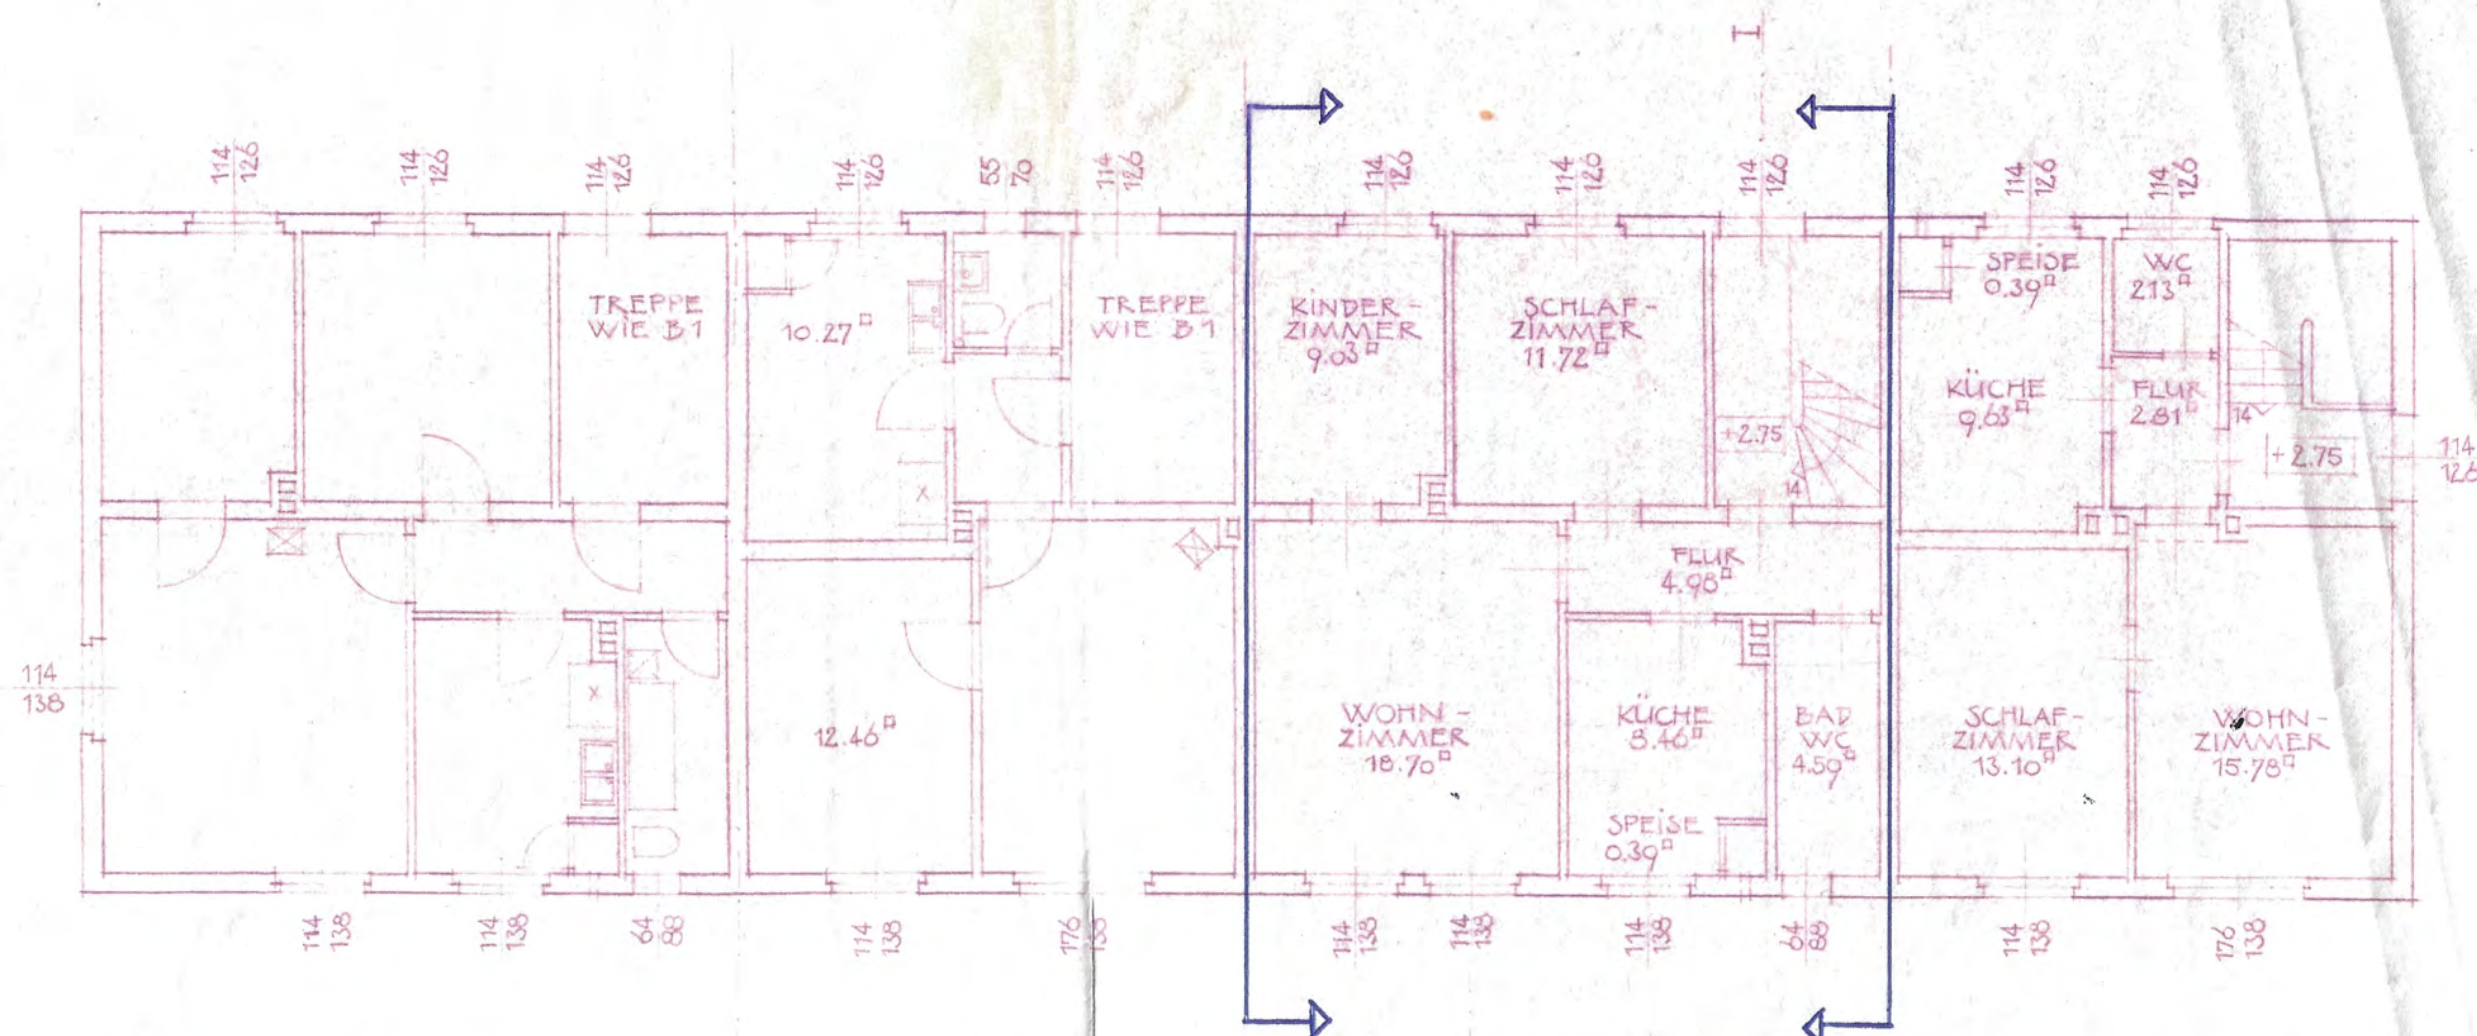 I
114
126
114
126
114
126
114
126
55
70
114
126
114
126
114
126
114
126
114
126
114
126
TREPPE
WIE B1
10.27
TREPPE
WIE B1
KINDER-
ZIMMER
9.03
SCHLAF-
ZIMMER
11.72
SPEISE
0.39
WC
2.13
KÜCHE
9.63
FLUR
2.81
+2.75
14
14
+2.75
114
126
x
FLUR
4.98
114
138
x
12.46
WOHN-
ZIMMER
18.70
KÜCHE
8.46
BAD
WC
4.59
SCHLAF-
ZIMMER
13.10
WOHN-
ZIMMER
15.78
SPEISE
0.39
114
138
114
138
64
88
114
138
176
138
114
138
114
138
114
138
64
88
114
138
176
138